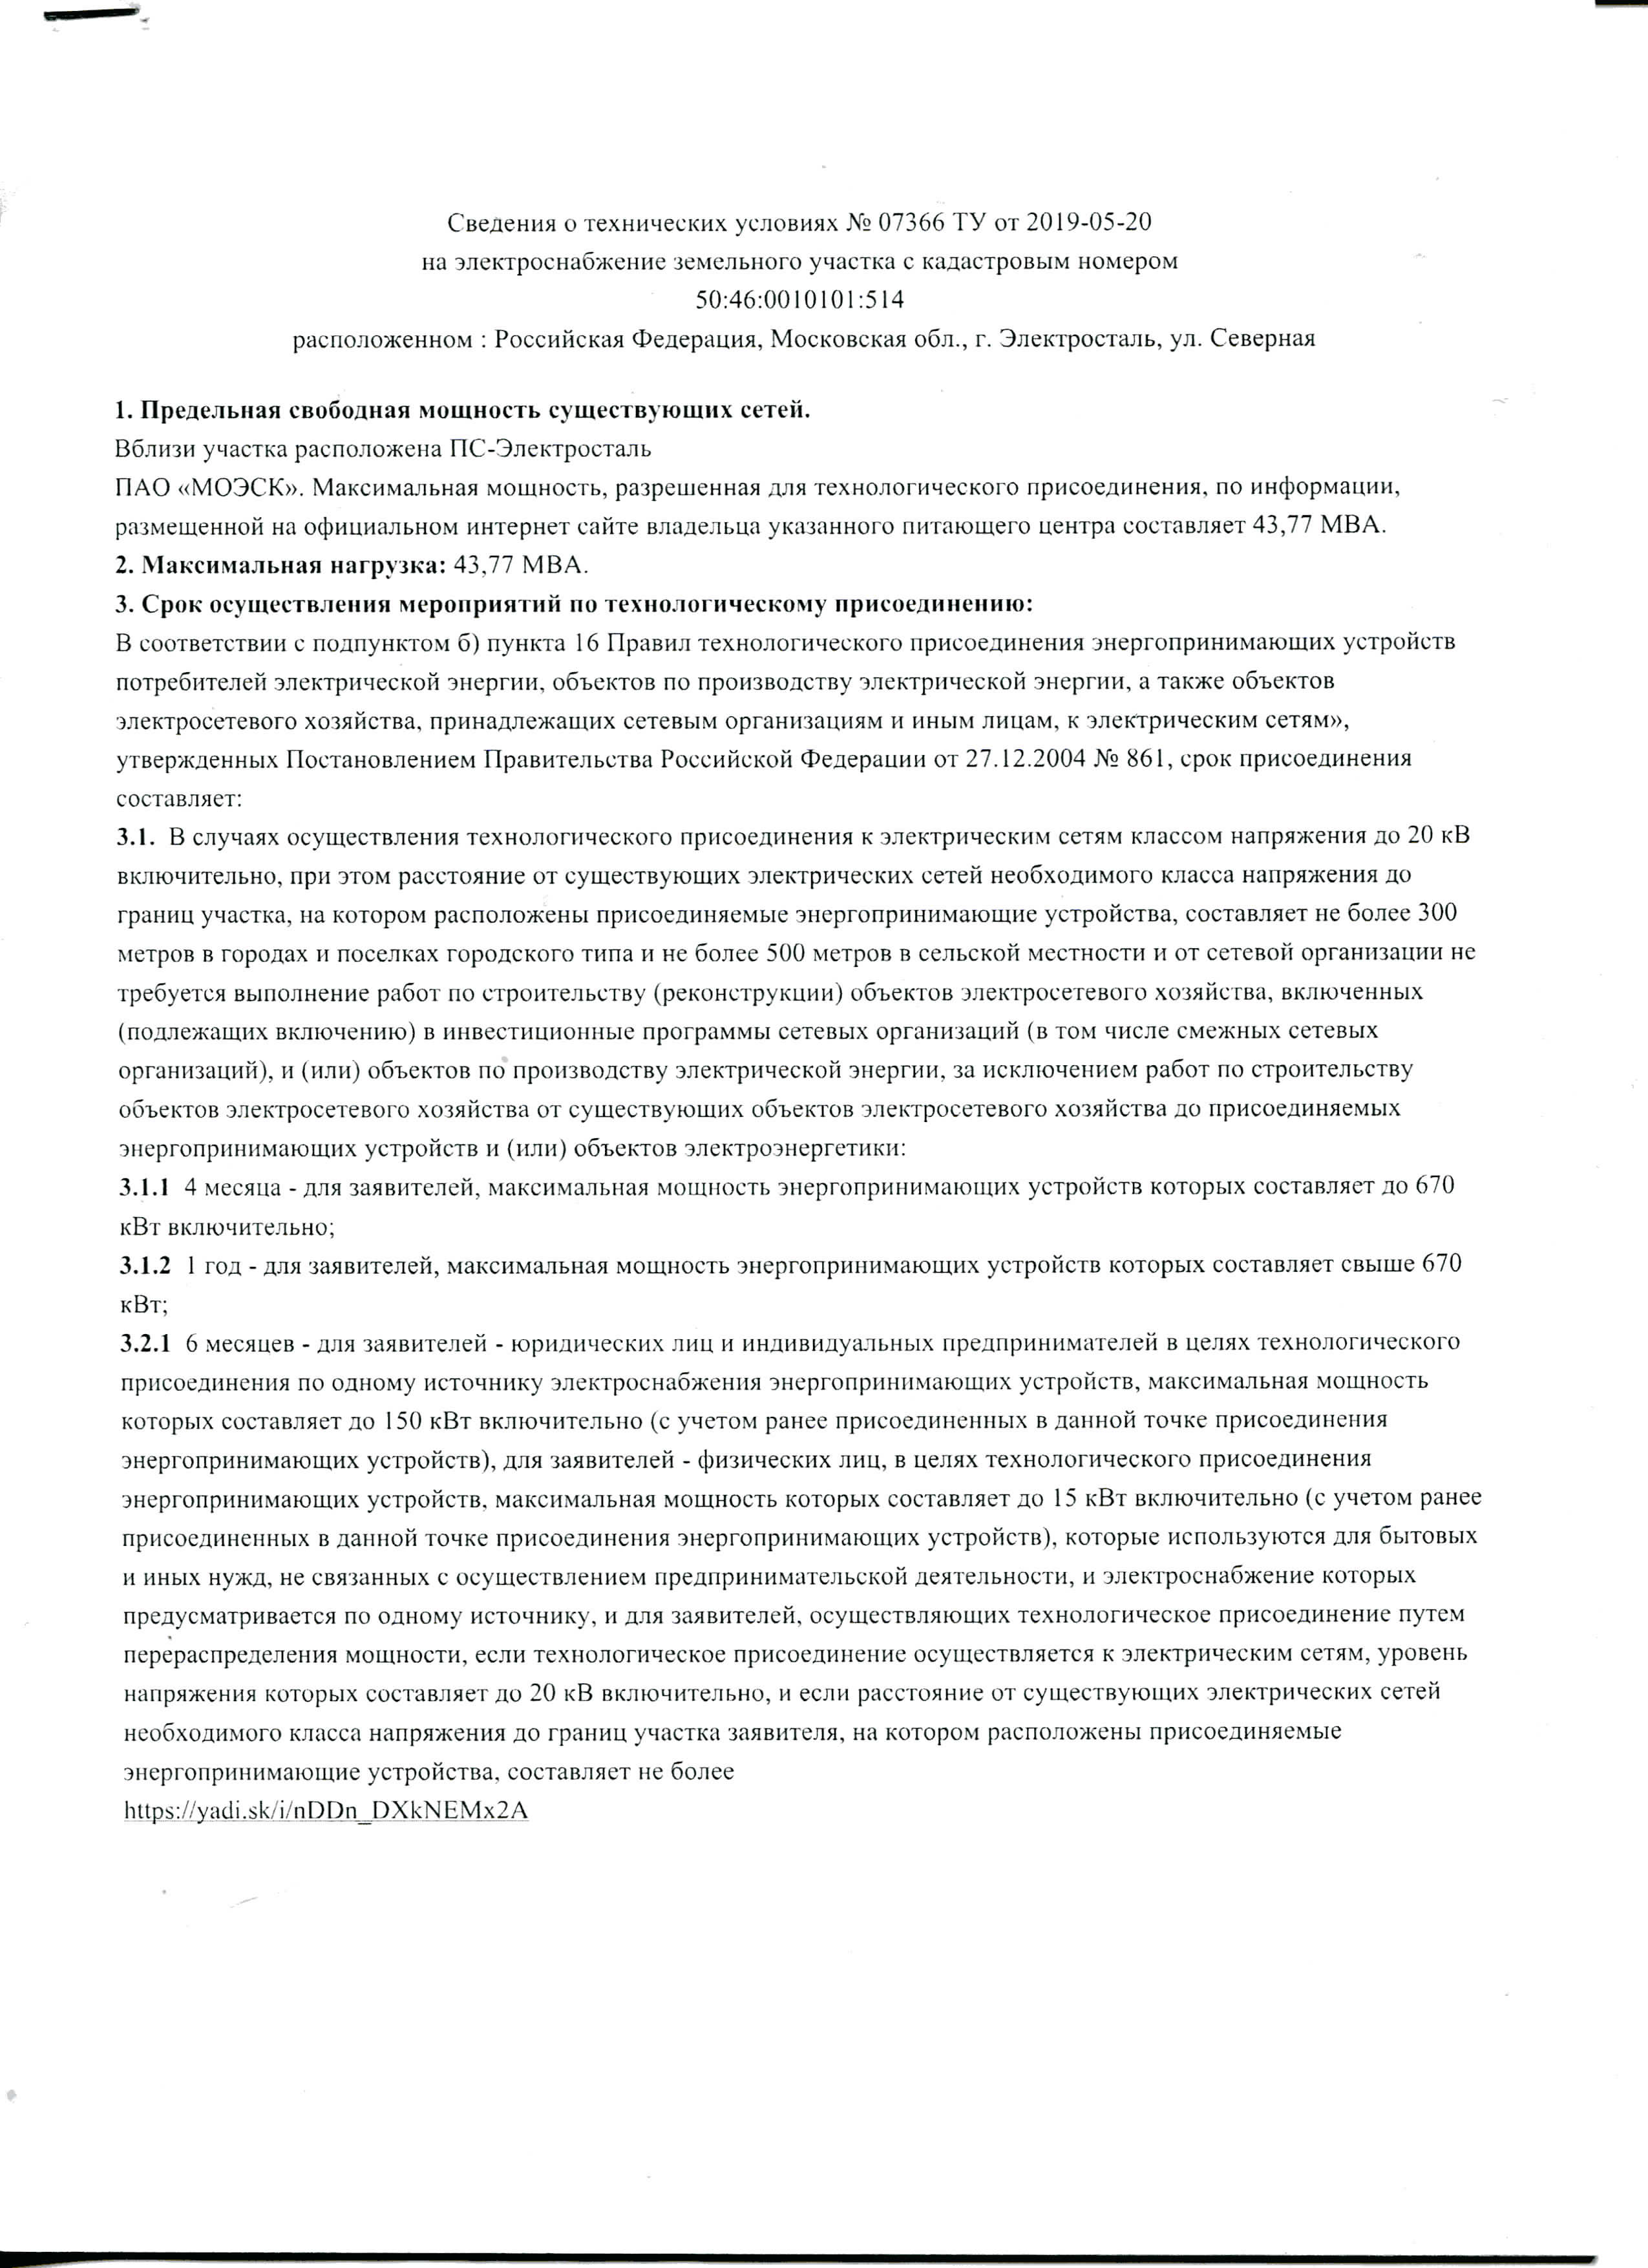 Сведения о технических условиях № 07366 ТУ от 2019-05-20
на электроснабжение земельного участка с кадастровым номером
50:46:0010101:514
расположенном : Российская Федерация, Московская обл., г. Электросталь, ул. Северная
1. Предельная свободная мощность существующих сетей.
Вблизи участка расположена ПС-Электросталь
ПАО «МОЭСК». Максимальная мощность, разрешенная для технологического присоединения, по информации,
размещенной на официальном интернет сайте владельца указанного питающего центра составляет 43,77 МВА.
2. Максимальная нагрузка: 43,77 МВА.
3. Срок осуществления мероприятий по технологическому присоединению:
В соответствии с подпунктом б) пункта 16 Правил технологического присоединения энергопринимающих устройств
потребителей электрической энергии, объектов по производству электрической энергии, а также объектов
электросетевого хозяйства, принадлежащих сетевым организациям и иным лицам, к электрическим сетям»,
утвержденных Постановлением Правительства Российской Федерации от 27.12.2004 № 861, срок присоединения
составляет:
3.1. В случаях осуществления технологического присоединения к электрическим сетям классом напряжения до 20 кВ
включительно, при этом расстояние от существующих электрических сетей необходимого класса напряжения до
границ участка, на котором расположены присоединяемые энергопринимающие устройства, составляет не более 300
метров в городах и поселках городского типа и не более 500 метров в сельской местности и от сетевой организации не
требуется выполнение работ по строительству (реконструкции) объектов электросетевого хозяйства, включенных
(подлежащих включению) в инвестиционные программы сетевых организаций (в том числе смежных сетевых
организаций), и (или) объектов по производству электрической энергии, за исключением работ по строительству
объектов электросетевого хозяйства от существующих объектов электросетевого хозяйства до присоединяемых
энергопринимающих устройств и (или) объектов электроэнергетики:
3.1.1 4 месяца - для заявителей, максимальная мощность энергопринимающих устройств которых составляет до 670
кВт включительно;
3.1.2 1 год - для заявителей, максимальная мощность энергопринимающих устройств которых составляет свыше 670
кВт;
3.2.1 6 месяцев - для заявителей - юридических лиц и индивидуальных предпринимателей в целях технологического
присоединения по одному источнику электроснабжения энергопринимающих устройств, максимальная мощность
которых составляет до 150 кВт включительно (с учетом ранее присоединенных в данной точке присоединения
энергопринимающих устройств), для заявителей - физических лиц, в целях технологического присоединения
энергопринимающих устройств, максимальная мощность которых составляет до 15 кВт включительно (с учетом ранее
присоединенных в данной точке присоединения энергопринимающих устройств), которые используются для бытовых
и иных нужд, не связанных с осуществлением предпринимательской деятельности, и электроснабжение которых
предусматривается по одному источнику, и для заявителей, осуществляющих технологическое присоединение путем
перераспределения мощности, если технологическое присоединение осуществляется к электрическим сетям, уровень
напряжения которых составляет до 20 кВ включительно, и если расстояние от существующих электрических сетей
необходимого класса напряжения до границ участка заявителя, на котором расположены присоединяемые
энергопринимающие устройства, составляет не более
https://yadi.sk/i/nDDn_DXkNEMx2A